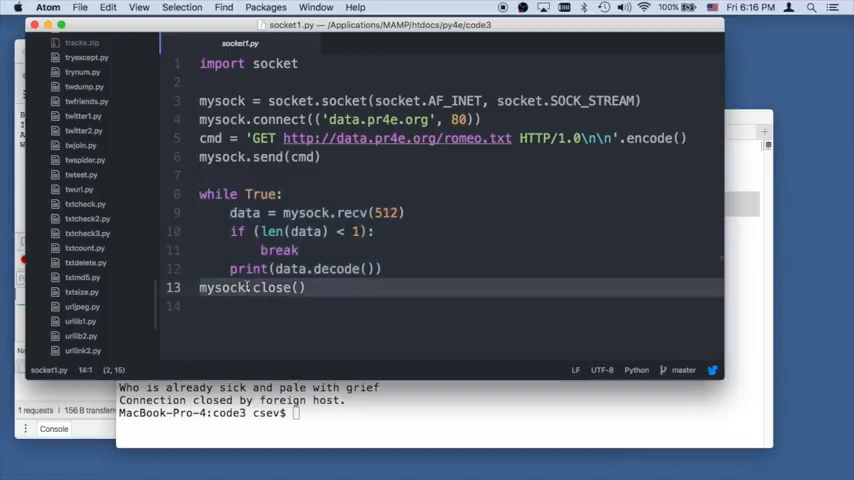 Atom File Edit View Selection Find Packages Window Help 100% Fri 6:16 PM
socket1.py — /Applications/MAMP/htdocs/py4e/code3
tracks.zip
tryexcept.py
trynum.py
twdump.py
twfriends.py
twitter1.py
twitter2.py
twjoin.py
twspider.py
twtest.py
twurl.py
txtcheck.py
txtcheck2.py
txtcheck3.py
txtcount.py
txtdelete.py
txtmd5.py
txtsize.py
urljpeg.py
urllib1.py
urllib2.py
urllink2.py
socket1.py
1 import socket
2
3 mysock = socket.socket(socket.AF_INET, socket.SOCK_STREAM)
4 mysock.connect(('data.pr4e.org', 80))
5 cmd = 'GET http://data.pr4e.org/romeo.txt HTTP/1.0\n\n'.encode()
6 mysock.send(cmd)
7
8 while True:
9 data = mysock.recv(512)
10 if (len(data) < 1):
11 break
12 print(data.decode())
13 mysock.close()
14
socket1.py 14:1 (2, 15) LF UTF-8 Python master
Who is already sick and pale with grief
Connection closed by foreign host.
MacBook-Pro-4:code3 csev$
1 requests 156 B transferr
Console